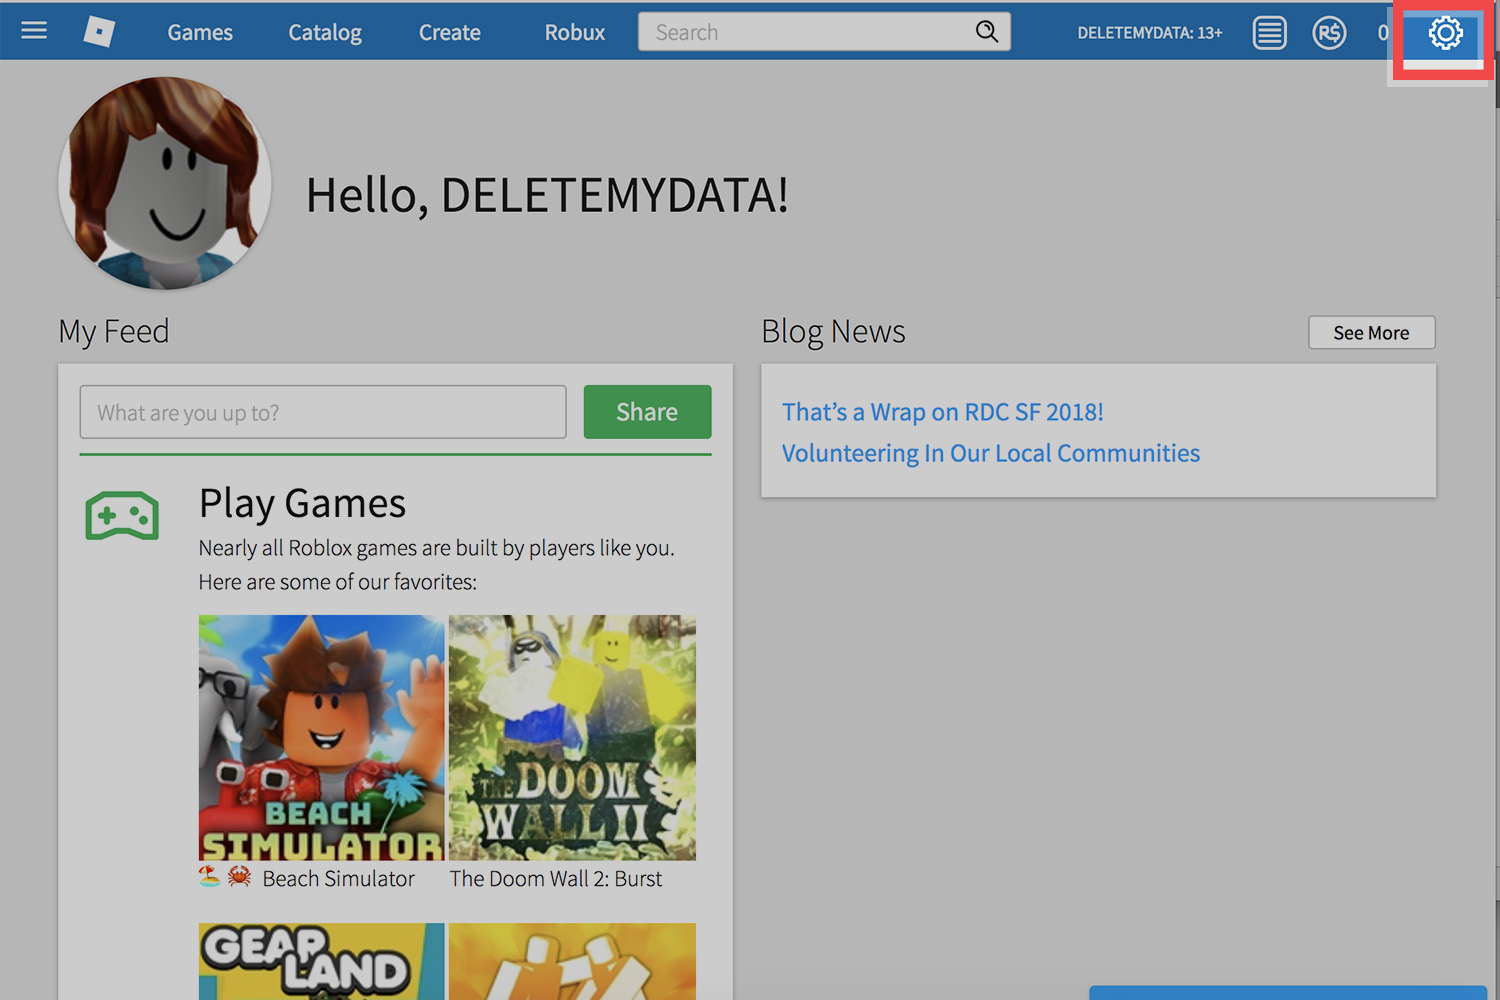 Games Catalog Create Robux Search DELETEMYDATA: 13+ R$ 0
Hello, DELETEMYDATA!
My Feed
What are you up to? Share
Play Games
Nearly all Roblox games are built by players like you.
Here are some of our favorites:
BEACH
SIMULATOR
THE DOOM
WALL II
Beach Simulator
The Doom Wall 2: Burst
GEAR
LAND
Blog News See More
That's a Wrap on RDC SF 2018!
Volunteering In Our Local Communities